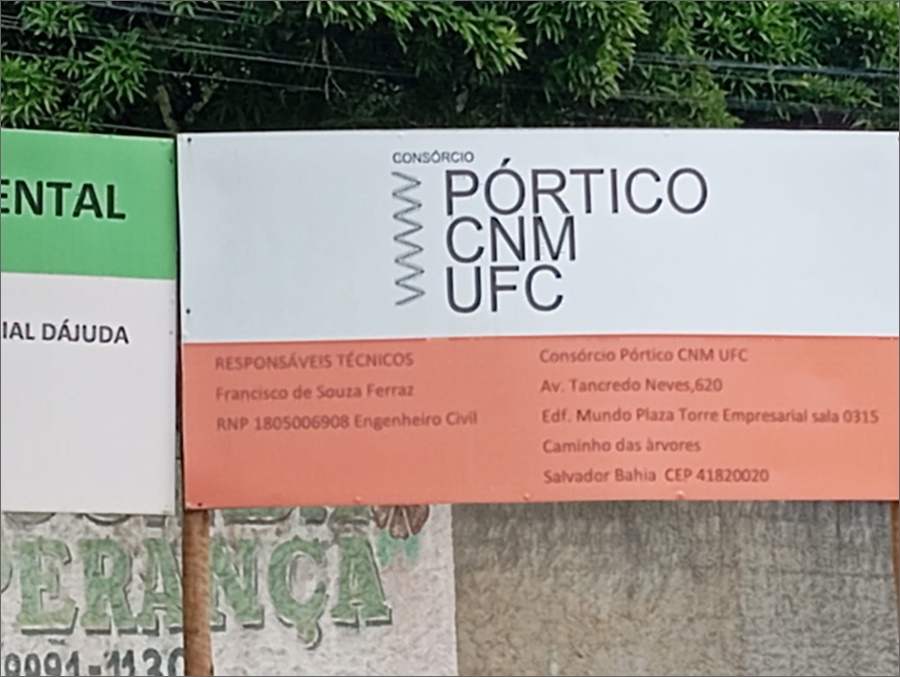 ENTAL
IAL DÁJUDA
CONSÓRCIO
PÓRTICO
CNM
UFC
RESPONSÁVEIS TÉCNICOS
Francisco de Souza Ferraz
RNP 1805006908 Engenheiro Civil
Consórcio Pórtico CNM UFC
Av. Tancredo Neves,620
Edf. Mundo Plaza Torre Empresarial sala 0315
Caminho das àrvores
Salvador Bahia CEP 41820020
PERANÇA
9991-1130